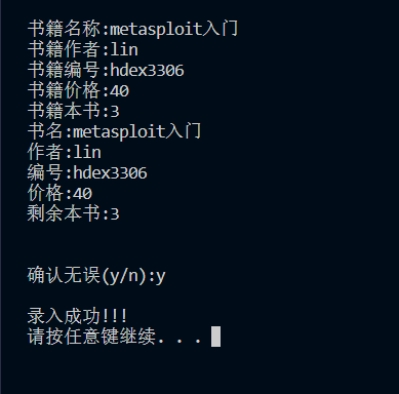 书籍名称:metasploit入门
书籍作者:lin
书籍编号:hdex3306
书籍价格:40
书籍本书:3
书名:metasploit入门
作者:lin
编号:hdex3306
价格:40
剩余本书:3
确认无误(y/n):y
录入成功!!!
请按任意键继续. . .